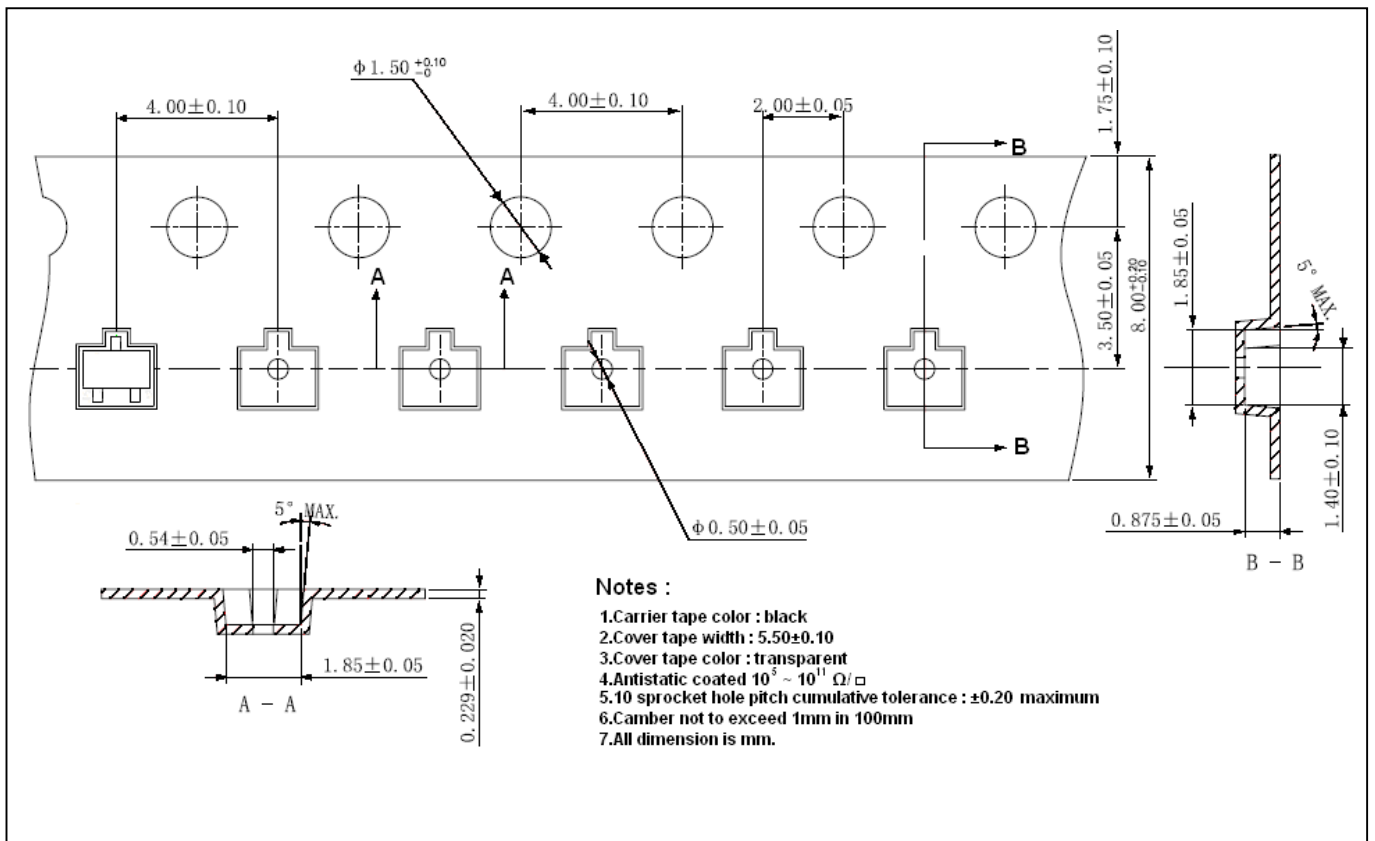 φ1.50 +0.10 -0
4.00±0.10
4.00±0.10
2.00±0.05
1.75±0.10
B
A
A
3.50±0.05
8.00 +0.20 -0.10
1.85±0.05
5° MAX.
B
5° MAX.
0.54±0.05
φ0.50±0.05
0.875±0.05
1.40±0.10
B - B
1.85±0.05
0.229±0.020
A - A
Notes :
1.Carrier tape color : black
2.Cover tape width : 5.50±0.10
3.Cover tape color : transparent
4.Antistatic coated 10⁵ ~ 10¹¹ Ω/□
5.10 sprocket hole pitch cumulative tolerance : ±0.20 maximum
6.Camber not to exceed 1mm in 100mm
7.All dimension is mm.